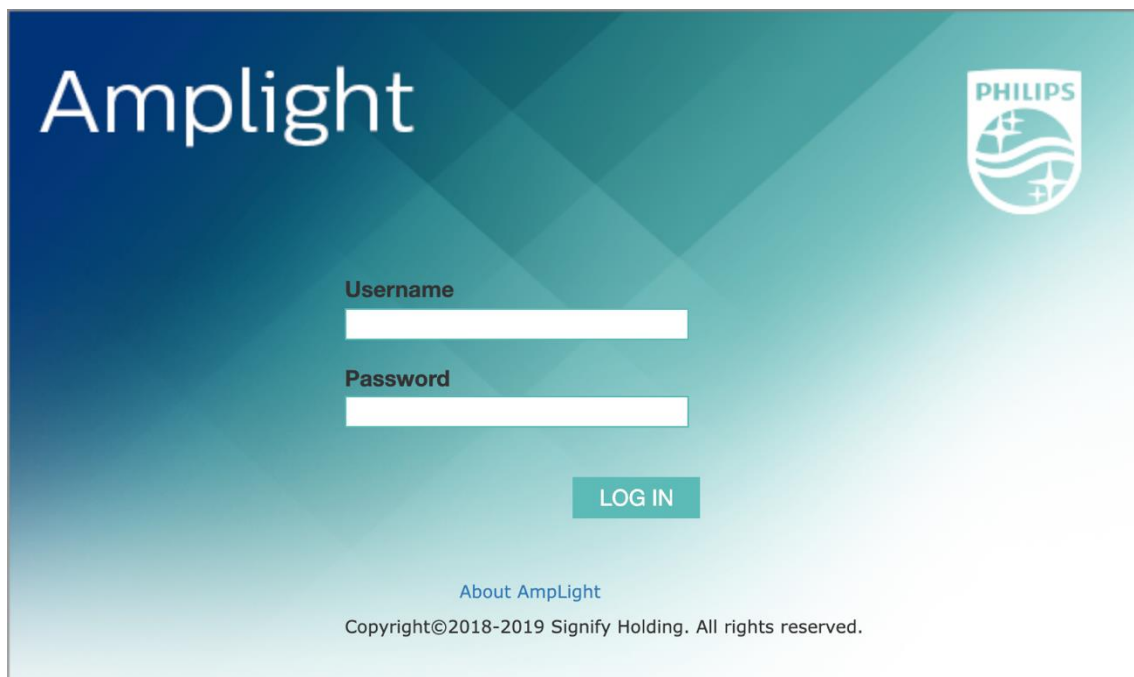 Amplight
PHILIPS
Username
Password
LOG IN
About AmpLight
Copyright©2018-2019 Signify Holding. All rights reserved.